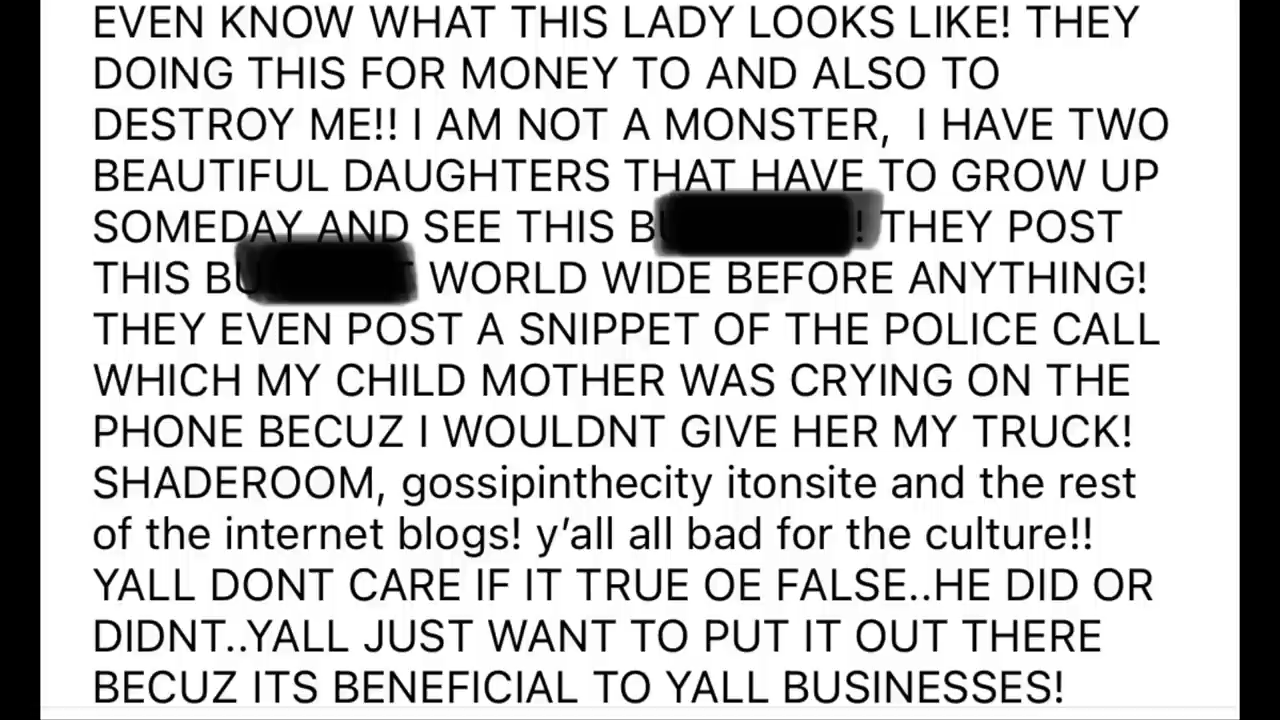 EVEN KNOW WHAT THIS LADY LOOKS LIKE! THEY
DOING THIS FOR MONEY TO AND ALSO TO
DESTROY ME!! I AM NOT A MONSTER, I HAVE TWO
BEAUTIFUL DAUGHTERS THAT HAVE TO GROW UP
SOMEDAY AND SEE THIS ! THEY POST
THIS WORLD WIDE BEFORE ANYTHING!
THEY EVEN POST A SNIPPET OF THE POLICE CALL
WHICH MY CHILD MOTHER WAS CRYING ON THE
PHONE BECUZ I WOULDNT GIVE HER MY TRUCK!
SHADEROOM, gossipinthecity itonsite and the rest
of the internet blogs! y’all all bad for the culture!!
YALL DONT CARE IF IT TRUE OE FALSE..HE DID OR
DIDNT..YALL JUST WANT TO PUT IT OUT THERE
BECUZ ITS BENEFICIAL TO YALL BUSINESSES!